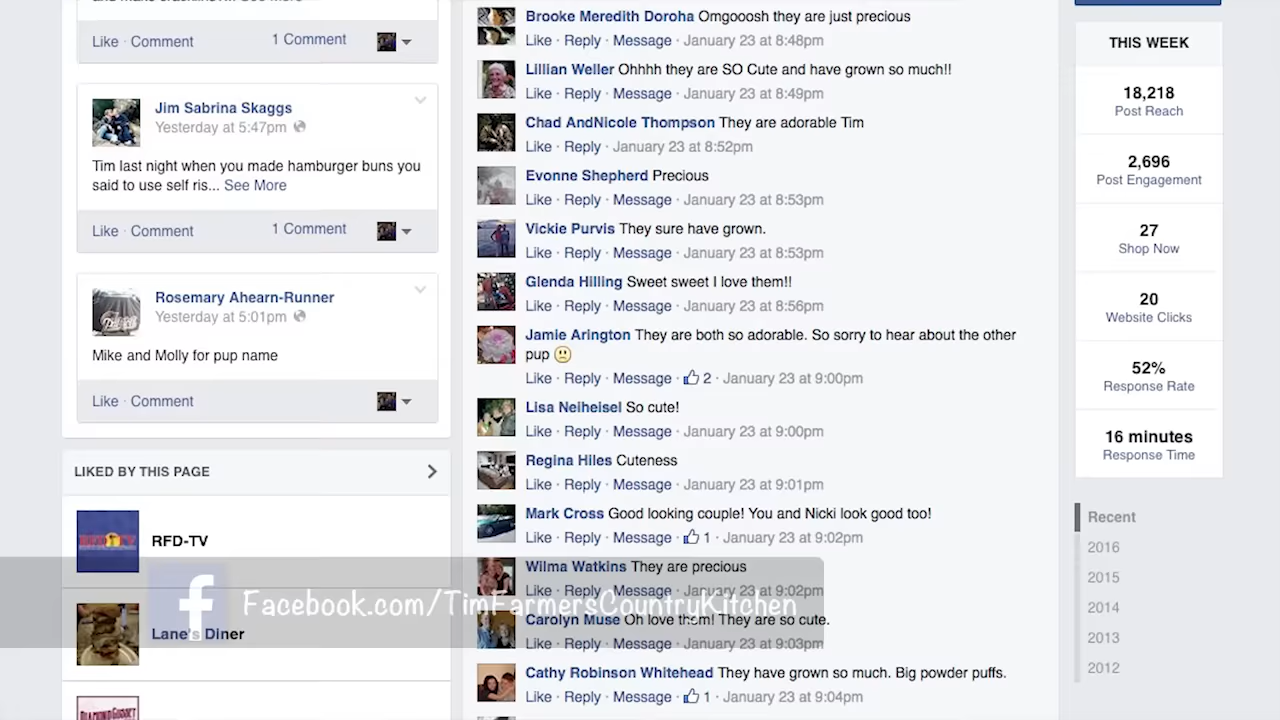 Like · Comment
1 Comment
Jim Sabrina Skaggs
Yesterday at 5:47pm
Tim last night when you made hamburger buns you
said to use self ris... See More
Like · Comment
1 Comment
Rosemary Ahearn-Runner
Yesterday at 5:01pm
Mike and Molly for pup name
Like · Comment
LIKED BY THIS PAGE
RFD-TV
RFD-TV
Lane's Diner
Brooke Meredith DeRoha Omgoosh they are just precious
Like · Reply · Message · January 23 at 8:48pm
Lillian Weller Ohhhh they are SO Cute and have grown so much!!
Like · Reply · Message · January 23 at 8:49pm
Chad AndNicole Thompson They are adorable Tim
Like · Reply · January 23 at 8:52pm
Evonne Shepherd Precious
Like · Reply · Message · January 23 at 8:53pm
Vickie Purvis They sure have grown.
Like · Reply · Message · January 23 at 8:53pm
Glenda Hilling Sweet sweet I love them!!
Like · Reply · Message · January 23 at 8:56pm
Jamie Arington They are both so adorable. So sorry to hear about the other
pup
Like · Reply · Message · 2 · January 23 at 9:00pm
Lisa Neiheisel So cute!
Like · Reply · Message · January 23 at 9:00pm
Regina Hiles Cuteness
Like · Reply · Message · January 23 at 9:01pm
Mark Cross Good looking couple! You and Nicki look good too!
Like · Reply · Message · 1 · January 23 at 9:02pm
Wilma Watkins They are precious
Like · Reply · Message · January 23 at 9:02pm
Facebook.com/TimFarmersCountryKitchen
Carolyn Muse Oh love them! They are so cute.
Like · Reply · Message · January 23 at 9:03pm
Cathy Robinson Whitehead They have grown so much. Big powder puffs.
Like · Reply · Message · 1 · January 23 at 9:04pm
THIS WEEK
18,218
Post Reach
2,696
Post Engagement
27
Shop Now
20
Website Clicks
52%
Response Rate
16 minutes
Response Time
Recent
2016
2015
2014
2013
2012